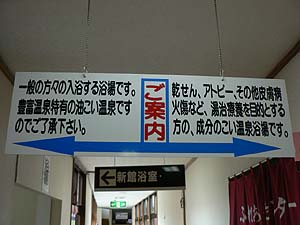 一般の方々の入浴する浴場です。
豊富温泉特有の油こい温泉です
のでご了承下さい。
ご案内
乾せん、アトピー、その他皮膚病
火傷など、湯治療養を目的とする
方の、成分のこい温泉浴場です。
←新館浴室